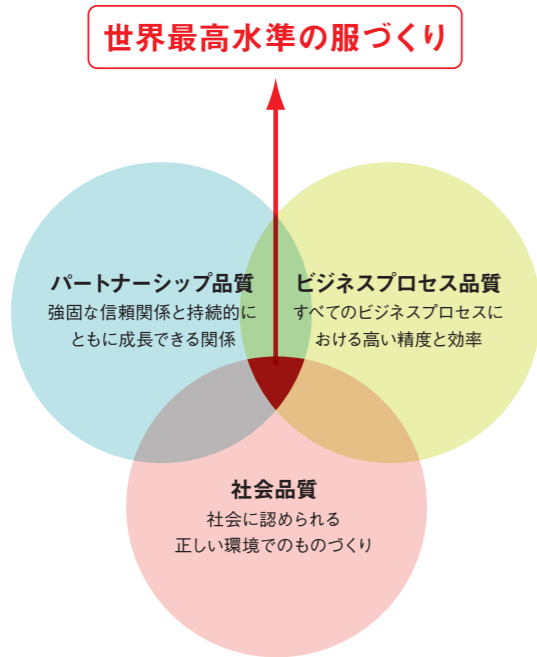 世界最高水準の服づくり
パートナーシップ品質
強固な信頼関係と持続的に
ともに成長できる関係
ビジネスプロセス品質
すべてのビジネスプロセスに
おける高い精度と効率
社会品質
社会に認められる
正しい環境でのものづくり